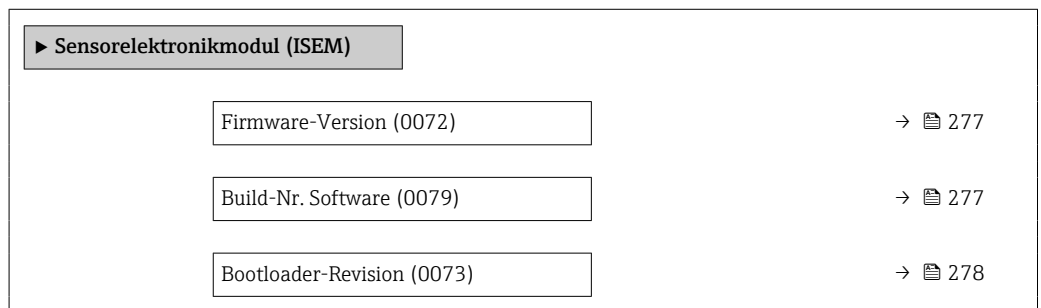 ▶ Sensorelektronikmodul (ISEM)
Firmware-Version (0072) → 277
Build-Nr. Software (0079) → 277
Bootloader-Revision (0073) → 278